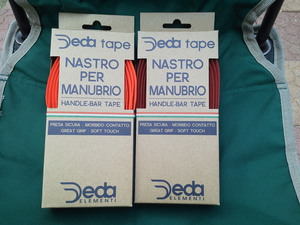 Deda tape
NASTRO
PER
MANUBRIO
HANDLE-BAR TAPE
PRESA SICURA - MORBIDO CONTATTO
GREAT GRIP - SOFT TOUCH
Deda
ELEMENTI
Deda tape
NASTRO
PER
MANUBRIO
HANDLE-BAR TAPE
PRESA SICURA - MORBIDO CONTATTO
GREAT GRIP - SOFT TOUCH
Deda
ELEMENTI